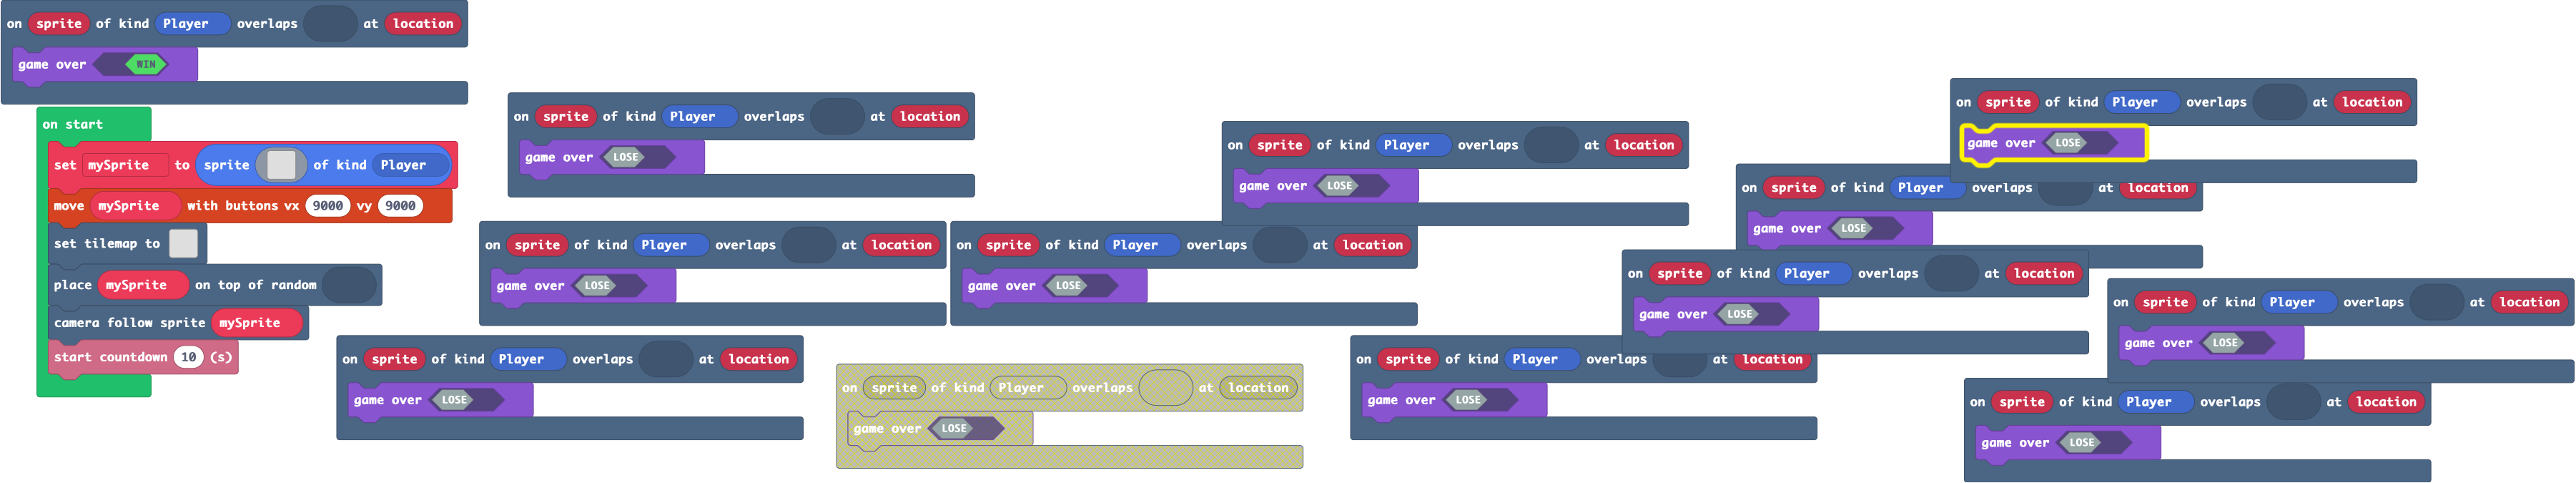 on sprite of kind Player overlaps at location
game over WIN
on start
set mySprite to sprite of kind Player
move mySprite with buttons vx 9000 vy 9000
set tilemap to
place mySprite on top of random
camera follow sprite mySprite
start countdown 10 (s)
on sprite of kind Player overlaps at location
game over LOSE
on sprite of kind Player overlaps at location
game over LOSE
on sprite of kind Player overlaps at location
game over LOSE
on sprite of kind Player overlaps at location
game over LOSE
on sprite of kind Player overlaps at location
game over LOSE
on sprite of kind Player overlaps at location
game over LOSE
on sprite of kind Player overlaps at location
game over LOSE
on sprite of kind Player overlaps at location
game over LOSE
on sprite of kind Player overlaps at location
game over LOSE
on sprite of kind Player overlaps at location
game over LOSE
on sprite of kind Player overlaps at location
game over LOSE
on sprite of kind Player overlaps at location
game over LOSE